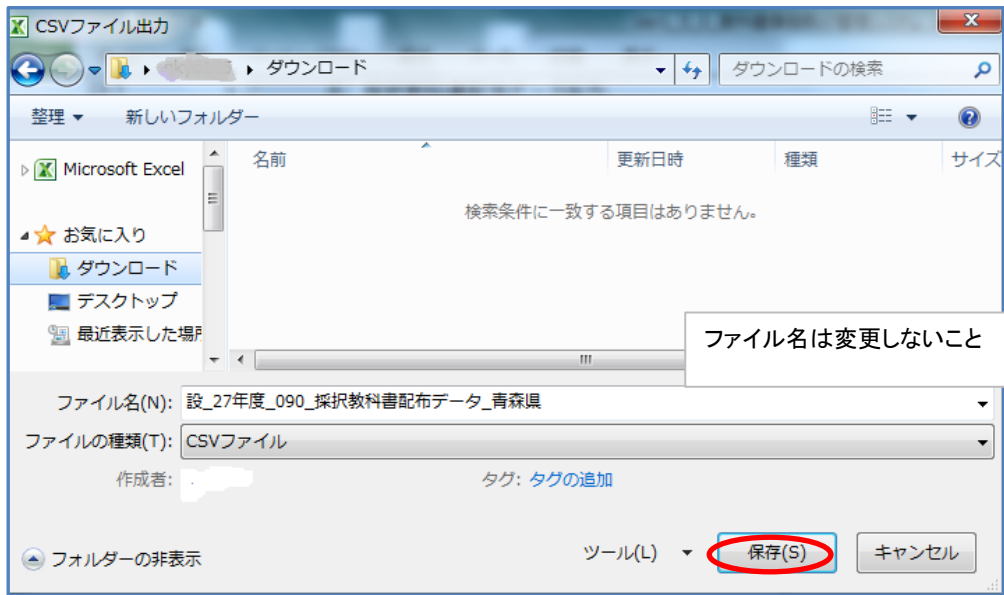 CSVファイル出力
ダウンロード
ダウンロードの検索
整理
新しいフォルダー
Microsoft Excel
お気に入り
ダウンロード
デスクトップ
最近表示した場所
名前
更新日時
種類
サイズ
検索条件に一致する項目はありません。
ファイル名は変更しないこと
ファイル名(N): 設_27年度_090_採択教科書配布データ_青森県
ファイルの種類(T): CSVファイル
作成者:
タグ: タグの追加
フォルダーの非表示
ツール(L)
保存(S)
キャンセル